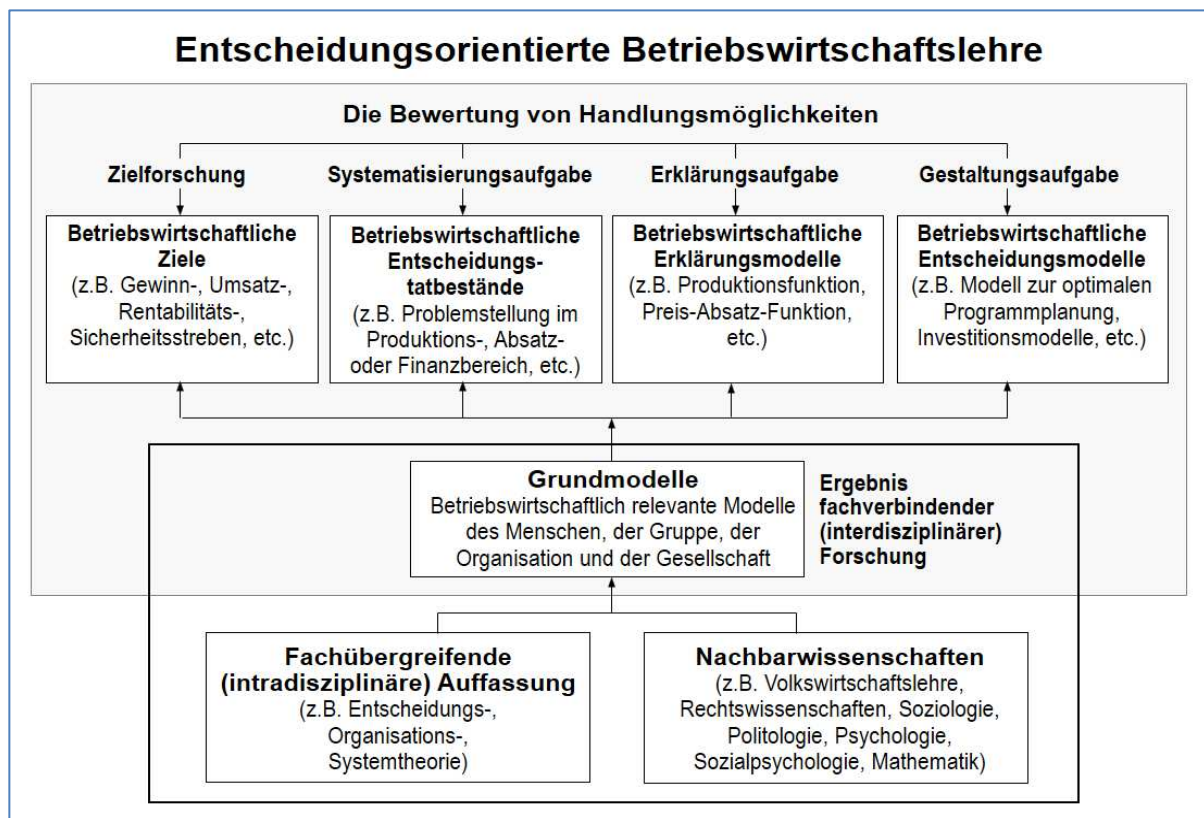 Entscheidungsorientierte Betriebswirtschaftslehre
Die Bewertung von Handlungsmöglichkeiten
Zielforschung
Systematisierungsaufgabe
Erklärungsaufgabe
Gestaltungsaufgabe
Betriebswirtschaftliche
Ziele
(z.B. Gewinn-, Umsatz-,
Rentabilitäts-,
Sicherheitsstreben, etc.)
Betriebswirtschaftliche
Entscheidungs-
tatbestände
(z.B. Problemstellung im
Produktions-, Absatz-
oder Finanzbereich, etc.)
Betriebswirtschaftliche
Erklärungsmodelle
(z.B. Produktionsfunktion,
Preis-Absatz-Funktion,
etc.)
Betriebswirtschaftliche
Entscheidungsmodelle
(z.B. Modell zur optimalen
Programmplanung,
Investitionsmodelle, etc.)
Grundmodelle
Betriebswirtschaftlich relevante Modelle
des Menschen, der Gruppe, der
Organisation und der Gesellschaft
Ergebnis
fachverbindender
(interdisziplinärer)
Forschung
Fachübergreifende
(intradisziplinäre) Auffassung
(z.B. Entscheidungs-,
Organisations-,
Systemtheorie)
Nachbarwissenschaften
(z.B. Volkswirtschaftslehre,
Rechtswissenschaften, Soziologie,
Politologie, Psychologie,
Sozialpsychologie, Mathematik)